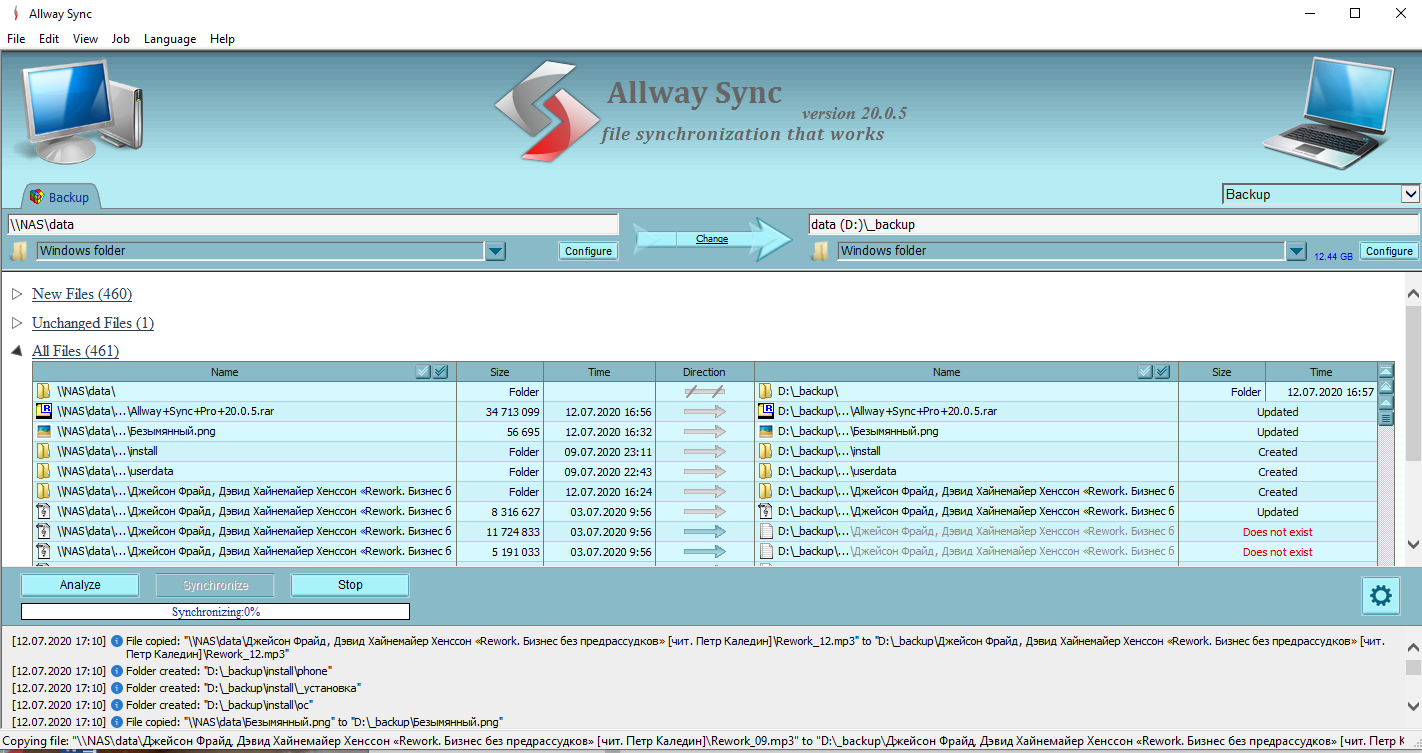 Allway Sync
File Edit View Job Language Help
Allway Sync
version 20.0.5
file synchronization that works
Backup
Backup
\\NAS\data
Change
data (D:)\_backup
Windows folder
Configure
Windows folder
12.44 GB
Configure
New Files (460)
Unchanged Files (1)
All Files (461)
Name Size Time Direction Name Size Time
\\NAS\data\ Folder D:\_backup\ Folder 12.07.2020 16:57
\\NAS\data\...\Allway+Sync+Pro+20.0.5.rar 34 713 099 12.07.2020 16:56 D:\_backup\...\Allway+Sync+Pro+20.0.5.rar Updated
\\NAS\data\...\Безымянный.png 56 695 12.07.2020 16:32 D:\_backup\...\Безымянный.png Updated
\\NAS\data\...\install Folder 09.07.2020 23:11 D:\_backup\...\install Created
\\NAS\data\...\userdata Folder 09.07.2020 22:43 D:\_backup\...\userdata Created
\\NAS\data\...\Джейсон Фрайд, Дэвид Хайнемайер Хенссон «Rework. Бизнес б Folder 12.07.2020 16:24 D:\_backup\...\Джейсон Фрайд, Дэвид Хайнемайер Хенссон «Rework. Бизнес б Created
\\NAS\data\...\Джейсон Фрайд, Дэвид Хайнемайер Хенссон «Rework. Бизнес б 8 316 627 03.07.2020 9:56 D:\_backup\...\Джейсон Фрайд, Дэвид Хайнемайер Хенссон «Rework. Бизнес б Updated
\\NAS\data\...\Джейсон Фрайд, Дэвид Хайнемайер Хенссон «Rework. Бизнес б 11 724 833 03.07.2020 9:56 D:\_backup\...\Джейсон Фрайд, Дэвид Хайнемайер Хенссон «Rework. Бизнес б Does not exist
\\NAS\data\...\Джейсон Фрайд, Дэвид Хайнемайер Хенссон «Rework. Бизнес б 5 191 033 03.07.2020 9:56 D:\_backup\...\Джейсон Фрайд, Дэвид Хайнемайер Хенссон «Rework. Бизнес б Does not exist
Analyze Synchronize Stop
Synchronizing:0%
[12.07.2020 17:10] File copied: "\\NAS\data\Джейсон Фрайд, Дэвид Хайнемайер Хенссон «Rework. Бизнес без предрассудков» [чит. Петр Каледин]\Rework_12.mp3" to "D:\_backup\Джейсон Фрайд, Дэвид Хайнемайер Хенссон «Rework. Бизнес без предрассудков» [чит.
Петр Каледин]\Rework_12.mp3"
[12.07.2020 17:10] Folder created: "D:\_backup\install\phone"
[12.07.2020 17:10] Folder created: "D:\_backup\install\_установка"
[12.07.2020 17:10] Folder created: "D:\_backup\install\ос"
[12.07.2020 17:10] File copied: "\\NAS\data\Безымянный.png" to "D:\_backup\Безымянный.png"
Copying file: "\\NAS\data\Джейсон Фрайд, Дэвид Хайнемайер Хенссон «Rework. Бизнес без предрассудков» [чит. Петр Каледин]\Rework_09.mp3" to "D:\_backup\Джейсон Фрайд, Дэвид Хайнемайер Хенссон «Rework. Бизнес без предрассудков» [чит. Петр К